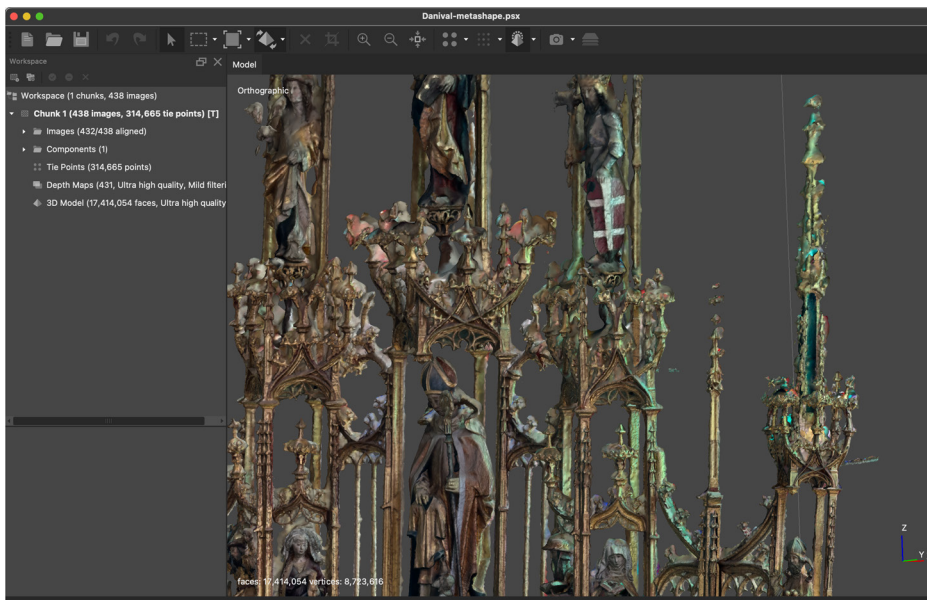 Danival-metashape.psx
Workspace
Workspace (1 chunks, 438 images)
Chunk 1 (438 images, 314,665 tie points) [T]
Images (432/438 aligned)
Components (1)
Tie Points (314,665 points)
Depth Maps (431, Ultra high quality, Mild filteri
3D Model (17,414,054 faces, Ultra high quality
Model
Orthographic
Z
Y
faces: 17,414,054 vertices: 8,723,616